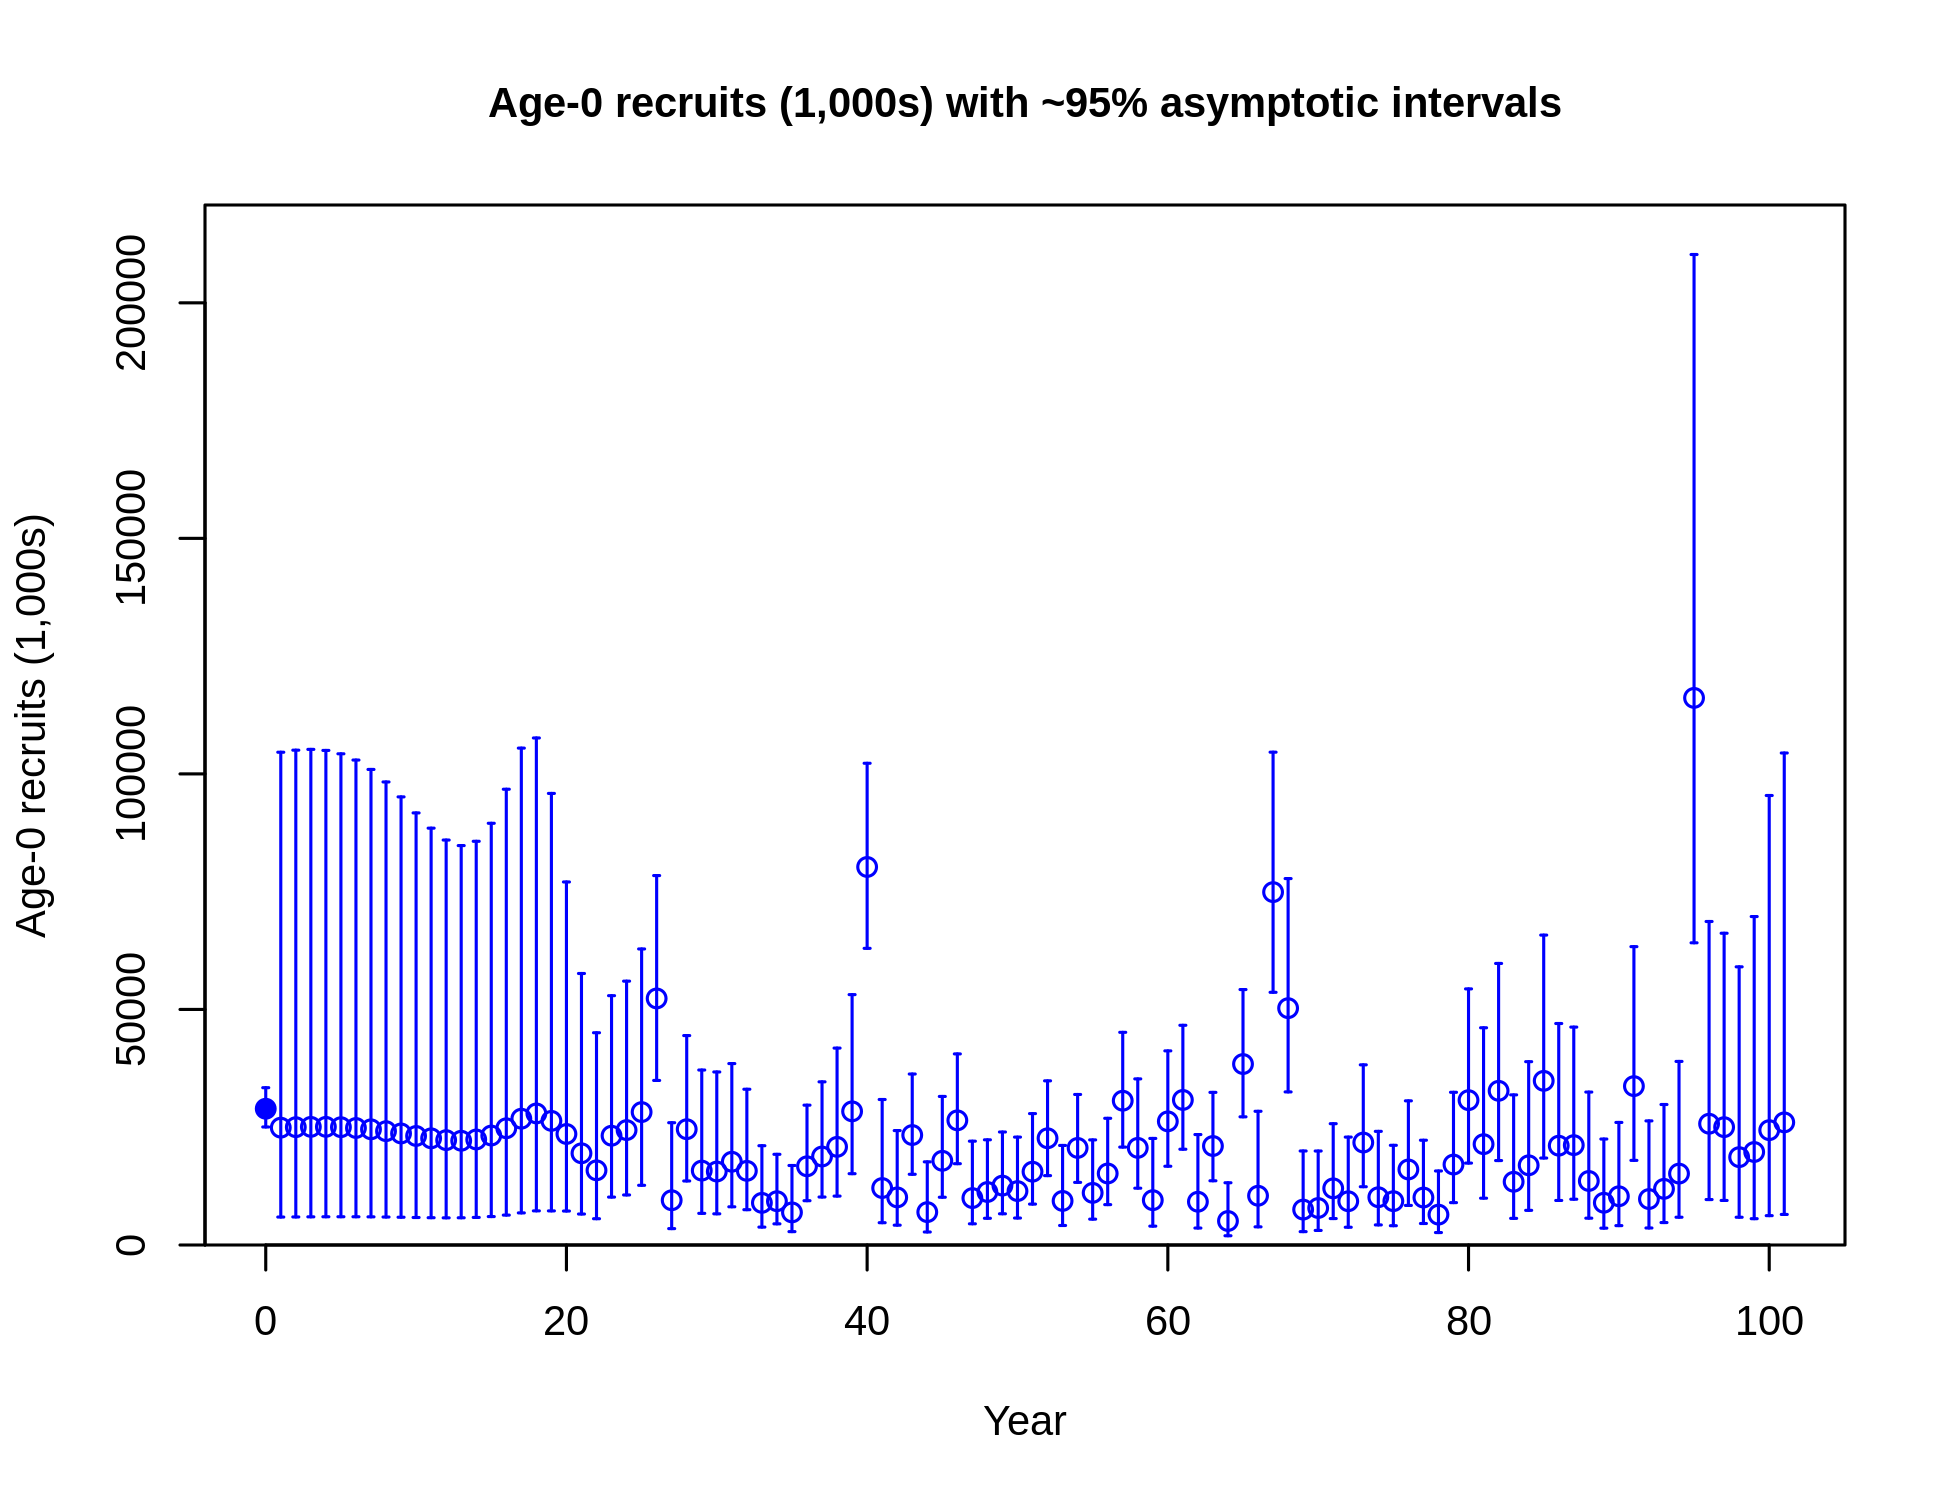 Age-0 recruits (1,000s) with ~95% asymptotic intervals
Age-0 recruits (1,000s)
200000
150000
100000
50000
0
0 20 40 60 80 100
Year